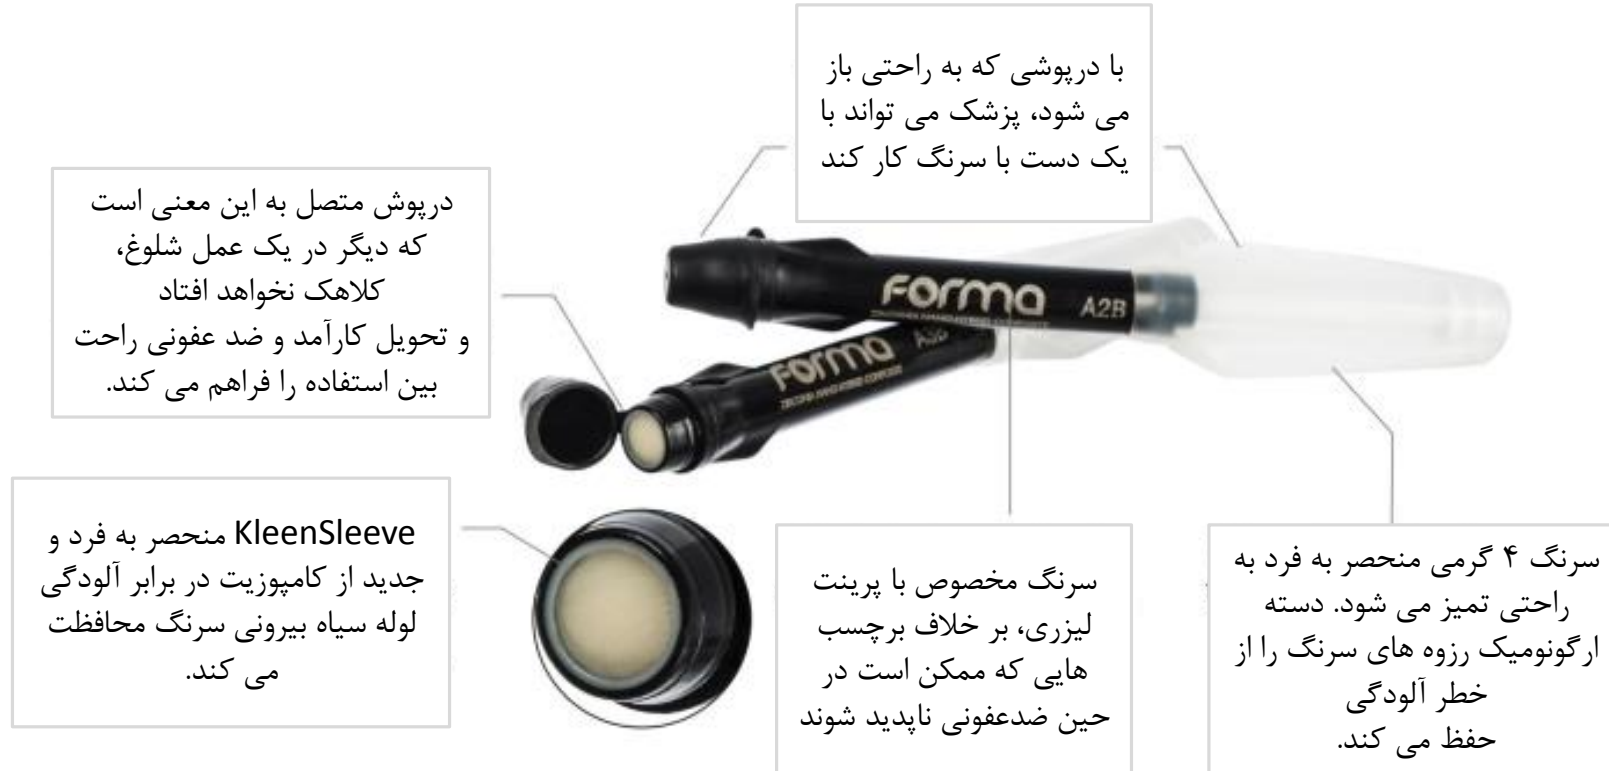 با درپوشی که به راحتی باز
می شود، پزشک می تواند با
یک دست با سرنگ کار کند
درپوش متصل به این معنی است
که دیگر در یک عمل شلوغ،
کلاهک نخواهد افتاد
و تحویل کارآمد و ضد عفونی راحت
بین استفاده را فراهم می کند.
forma A2B
forma A3B
KleenSleeve منحصر به فرد و
جدید از کامپوزیت در برابر آلودگی
لوله سیاه بیرونی سرنگ محافظت
می کند.
سرنگ مخصوص با پرینت
لیزری، بر خلاف برچسب
هایی که ممکن است در
حین ضدعفونی ناپدید شوند
سرنگ ۴ گرمی منحصر به فرد به
راحتی تمیز می شود. دسته
ارگونومیک رزوه های سرنگ را از
خطر آلودگی
حفظ می کند.